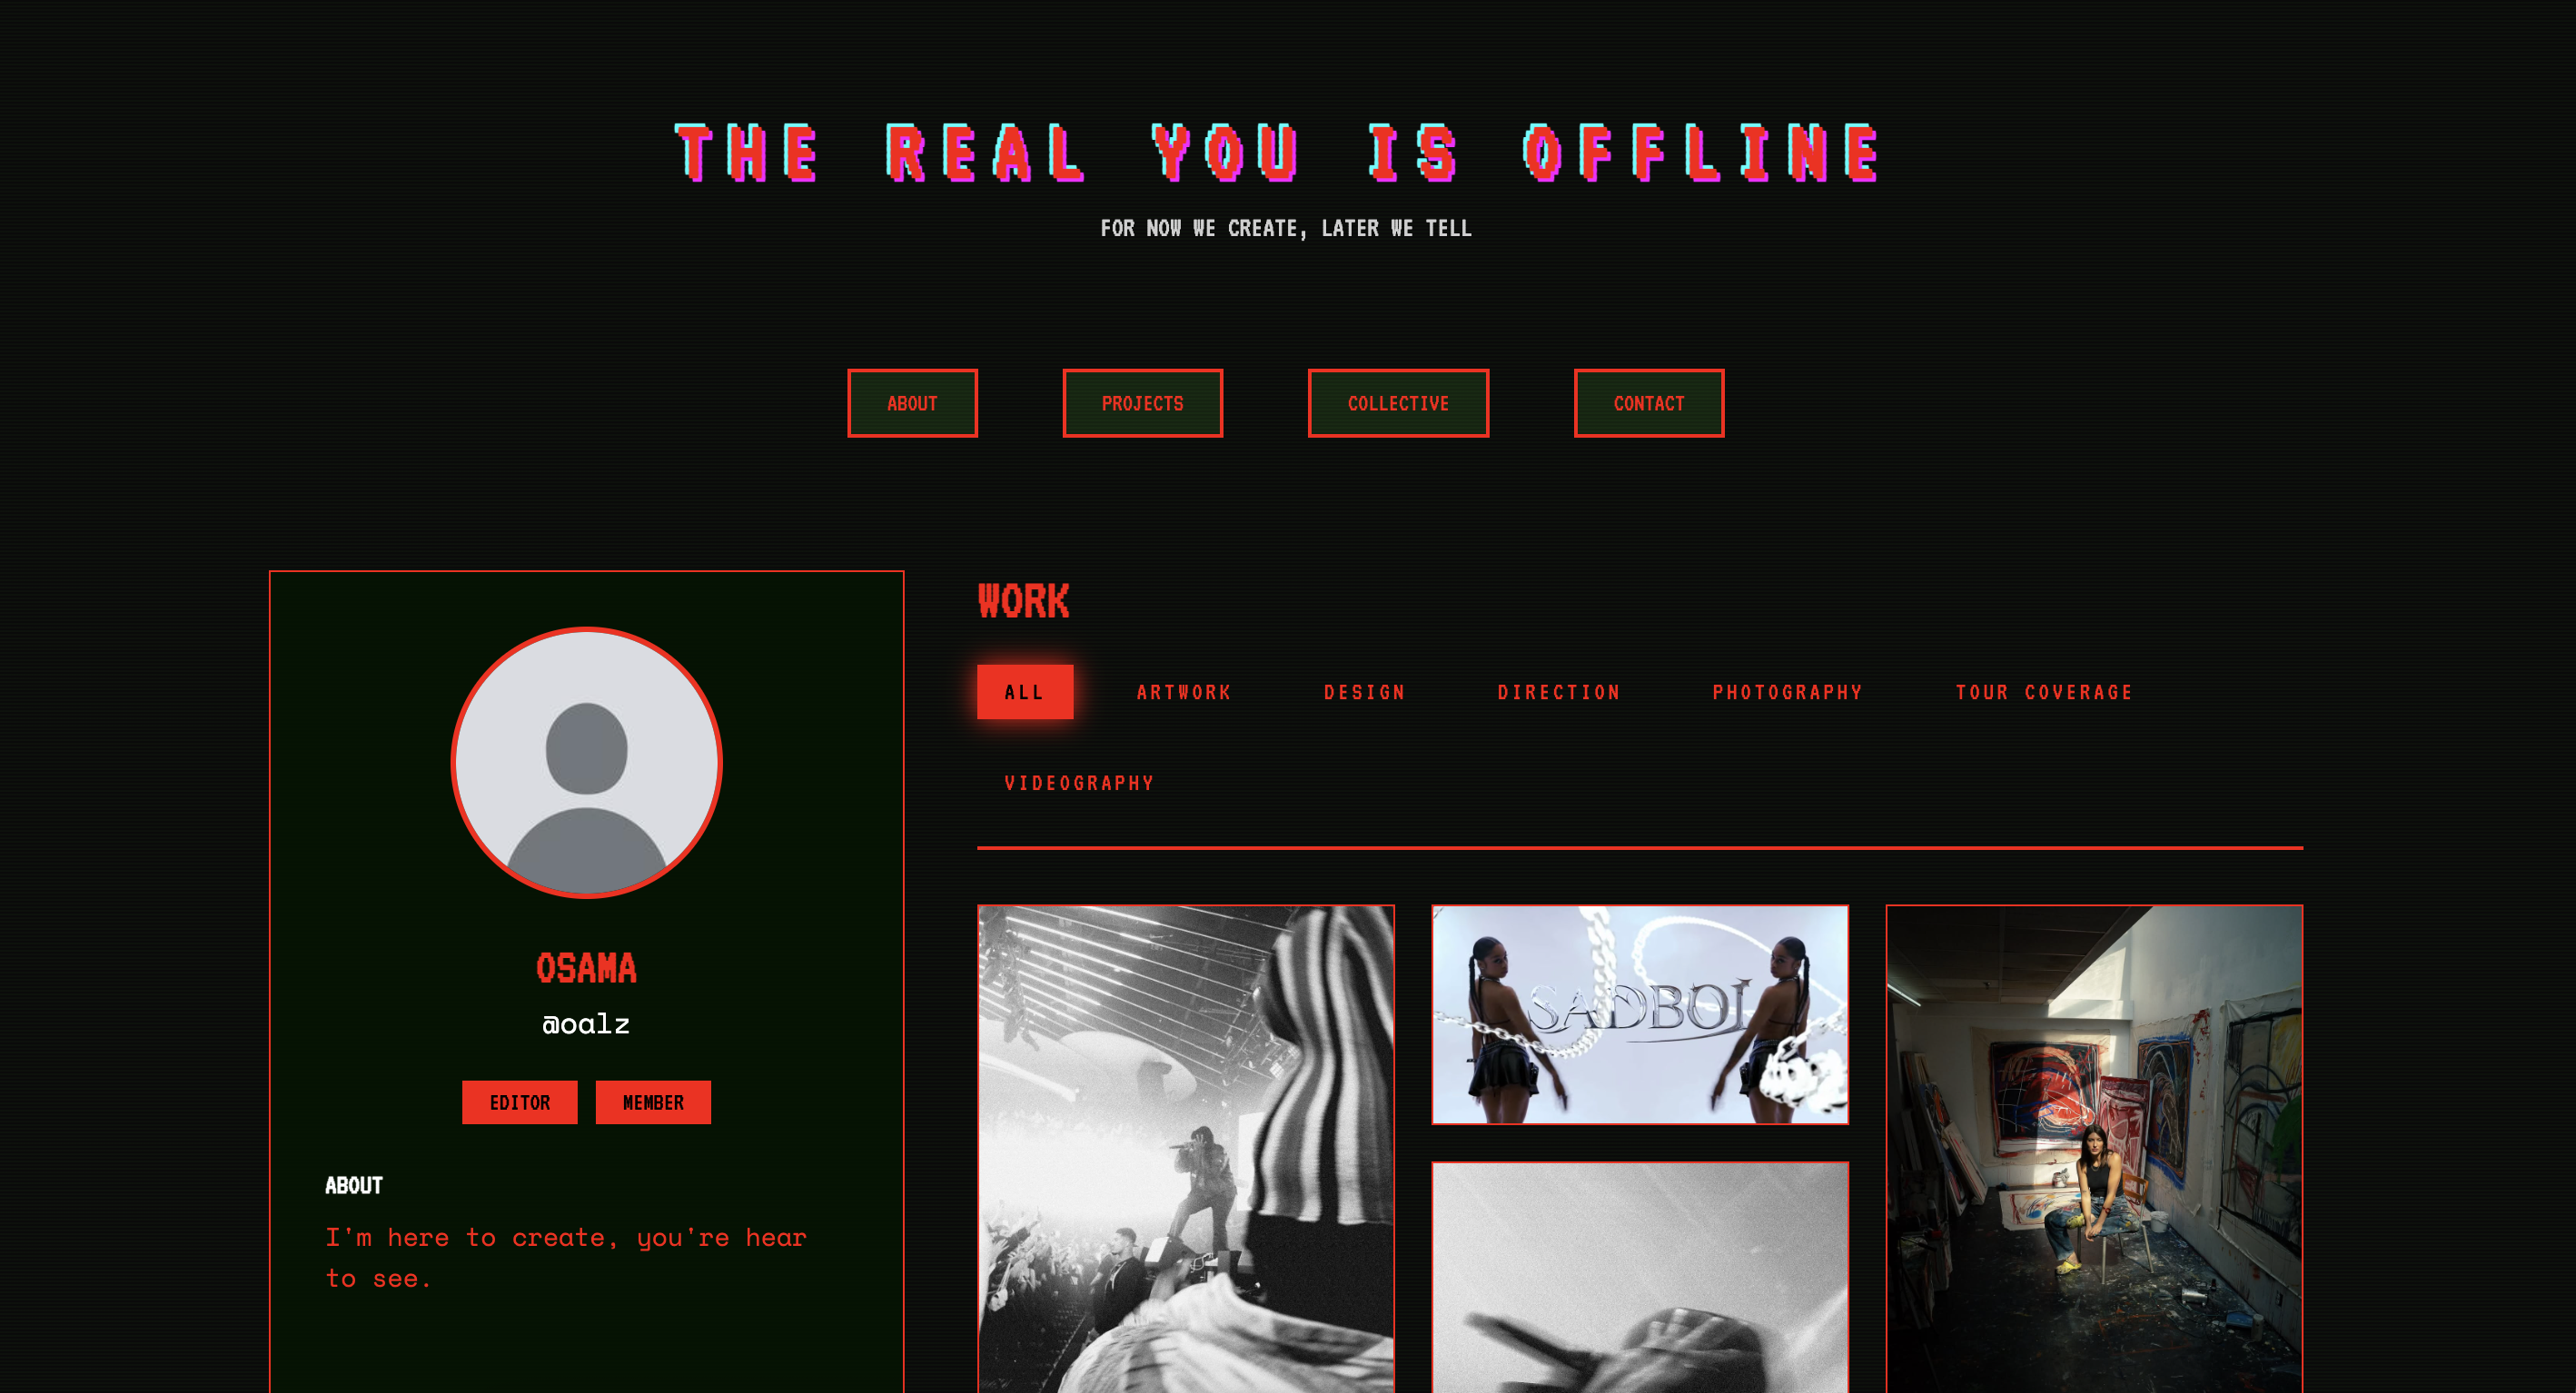 THE REAL YOU IS OFFLINE
FOR NOW WE CREATE, LATER WE TELL
ABOUT
PROJECTS
COLLECTIVE
CONTACT
OSAMA
@oalz
EDITOR
MEMBER
ABOUT
I'm here to create, you're hear
to see.
WORK
ALL
ARTWORK
DESIGN
DIRECTION
PHOTOGRAPHY
TOUR COVERAGE
VIDEOGRAPHY
SADBOI